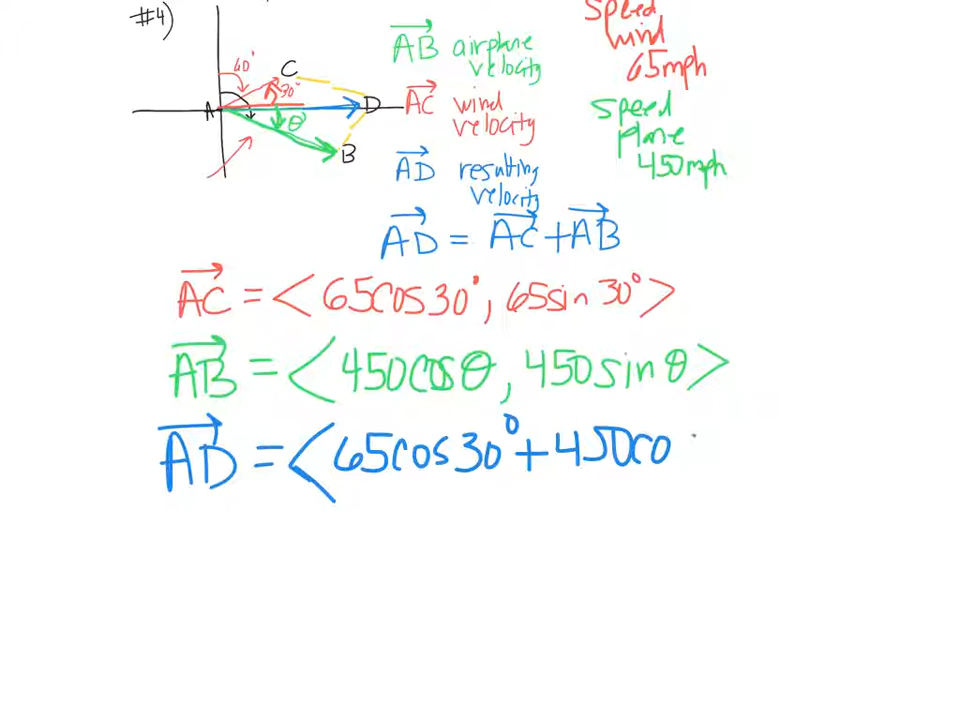 #4)
60°
C
30°
A
D
θ°
B
AB airplane velocity
AC wind velocity
AD resulting velocity
speed wind 65mph
speed plane 450mph
AD = AC + AB
AC = <65cos30°, 65sin30°>
AB = <450cosθ, 450sinθ>
AD = <65cos30° + 450co